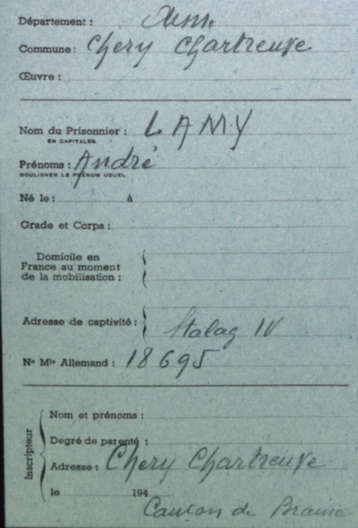 Département : Aisne
Commune : Chery Chartreuve
Œuvre :
Nom du Prisonnier : LAMY
EN CAPITALES
Prénoms : André
SOULIGNER LE PRÉNOM USUEL
Né le : à
Grade et Corps :
Domicile en
France au moment
de la mobilisation :
Adresse de captivité : Stalag IV
No Mle Allemand : 18695
Inscripteur
Nom et prénoms :
Degré de parenté :
Adresse : Chery Chartreuve
le 194
Canton de Braine